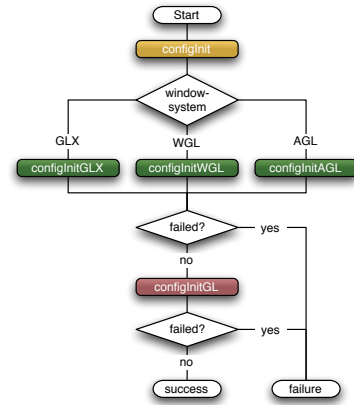 Start
configInit
window-
system
GLX
WGL
AGL
configInitGLX
configInitWGL
configInitAGL
failed?
yes
no
configInitGL
failed?
yes
no
success
failure